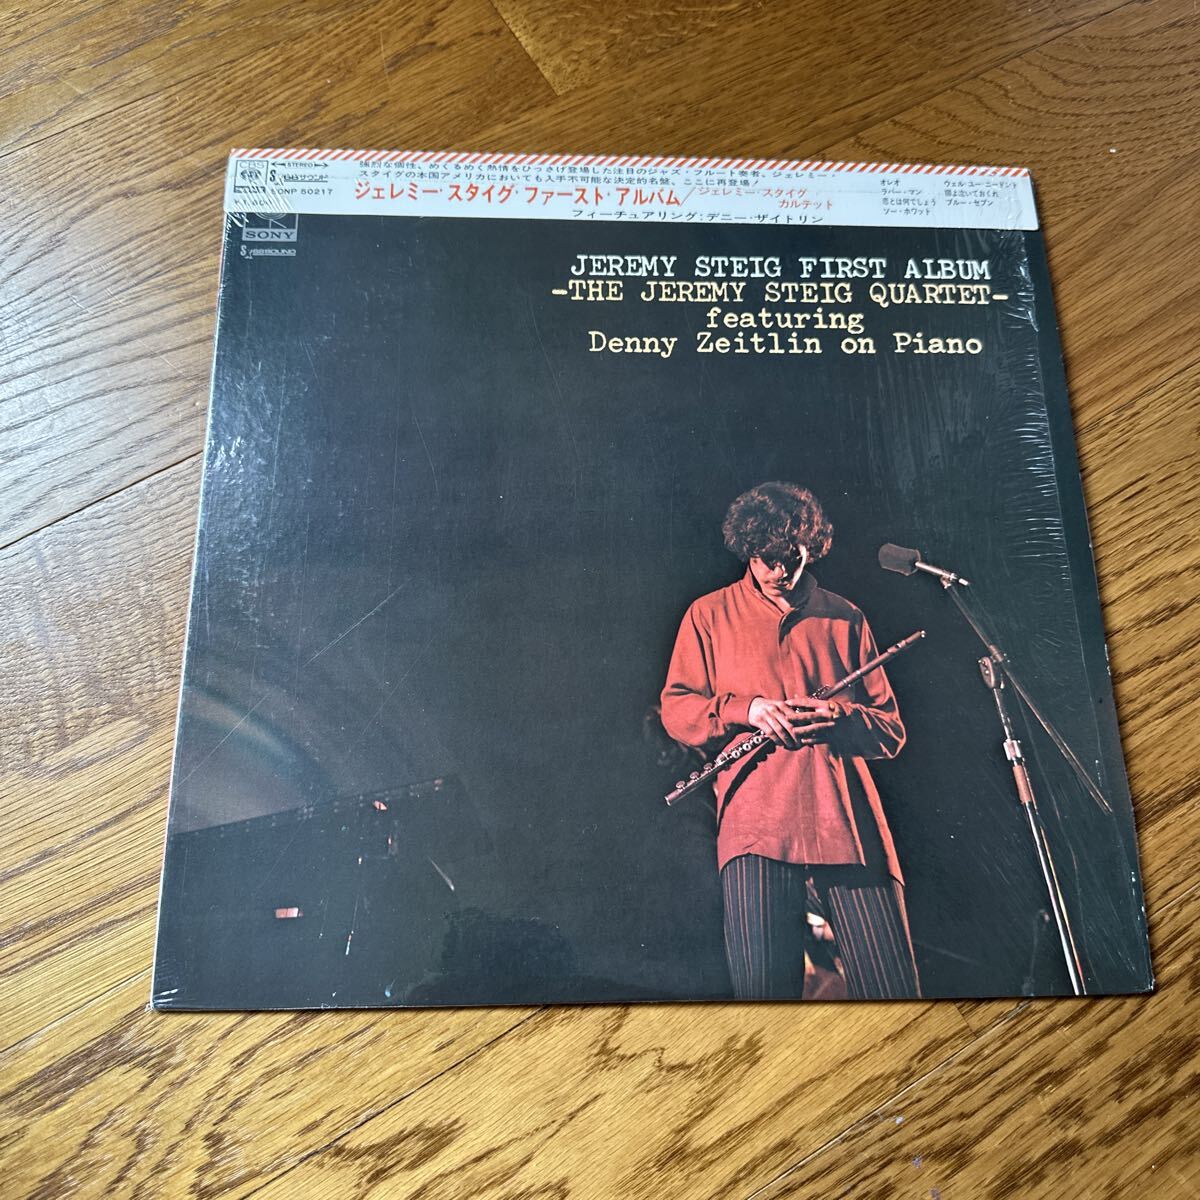 CBS
STEREO
SONP 50217
SONY
強烈な個性、めくるめく熱情をひっさげ登場した注目のジャズ・フルート奏者、ジェレミー・
スタイグの本国アメリカにおいても入手不可能な決定的名盤、ここに再登場!
ジェレミー・スタイグ・ファースト・アルバム/ジェレミー・スタイグ
カルテット
フィーチュアリング:デニー・ザイトリン
オレオ
ラバー・マン
恋とは何でしょう
ソー・ホワット
ウェル・ユー・ニードント
泣いておくれ
ブルー・セブン
JEREMY STEIG FIRST ALBUM
-THE JEREMY STEIG QUARTET-
featuring
Denny Zeitlin on Piano